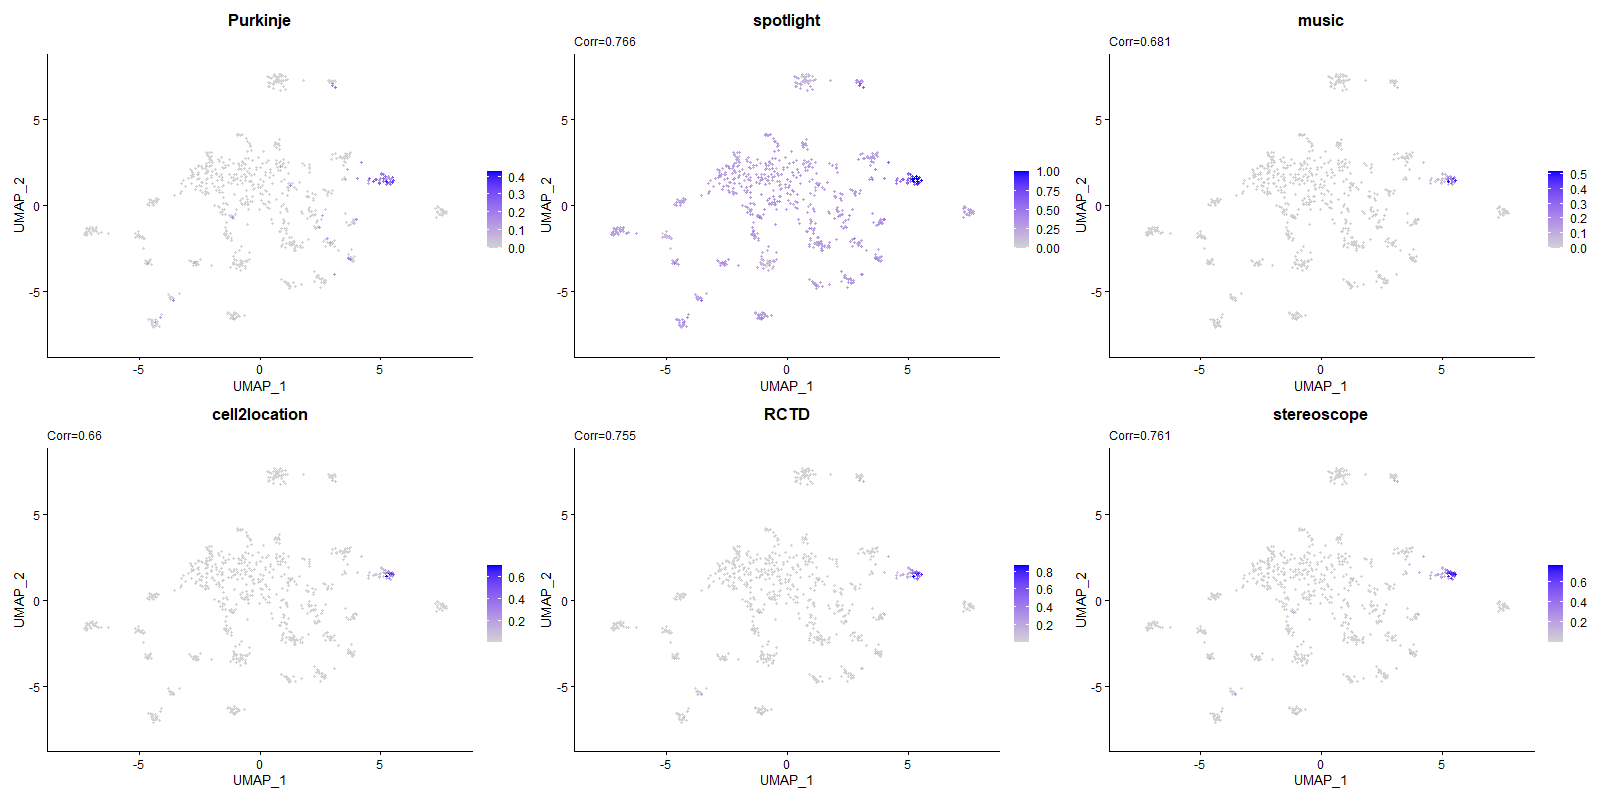 Purkinje
5
0
-5
-5
0
5
UMAP_1
UMAP_2
0.4
0.3
0.2
0.1
0.0
spotlight
Corr=0.766
5
0
-5
-5
0
5
UMAP_1
UMAP_2
1.00
0.75
0.50
0.25
0.00
music
Corr=0.681
5
0
-5
-5
0
5
UMAP_1
UMAP_2
0.5
0.4
0.3
0.2
0.1
0.0
cell2location
Corr=0.66
5
0
-5
-5
0
5
UMAP_1
UMAP_2
0.6
0.4
0.2
RCTD
Corr=0.755
5
0
-5
-5
0
5
UMAP_1
UMAP_2
0.8
0.6
0.4
0.2
stereoscope
Corr=0.761
5
0
-5
-5
0
5
UMAP_1
UMAP_2
0.6
0.4
0.2